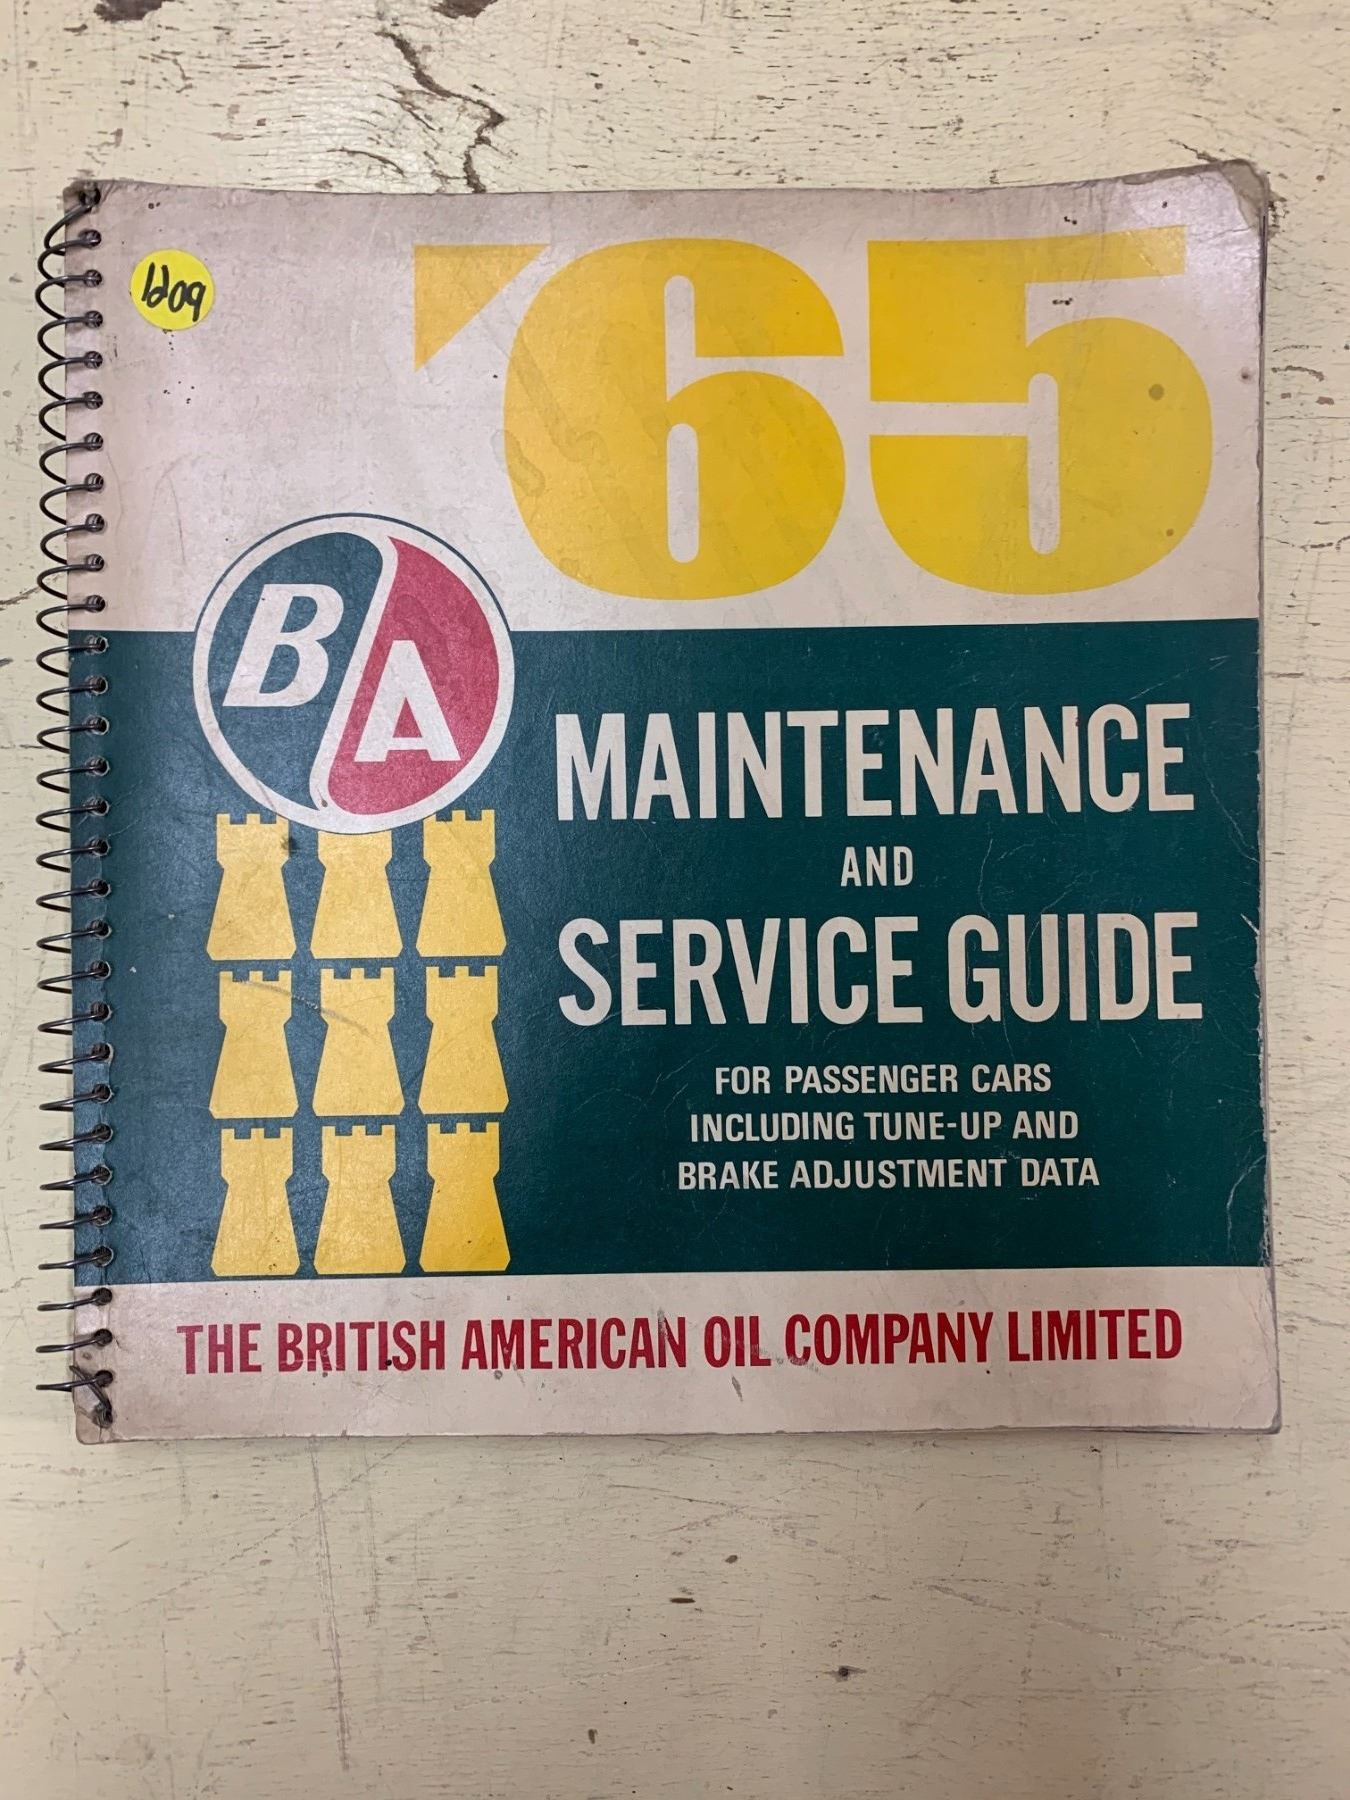 '65
BA
MAINTENANCE
AND
SERVICE GUIDE
FOR PASSENGER CARS
INCLUDING TUNE-UP AND
BRAKE ADJUSTMENT DATA
THE BRITISH AMERICAN OIL COMPANY LIMITED